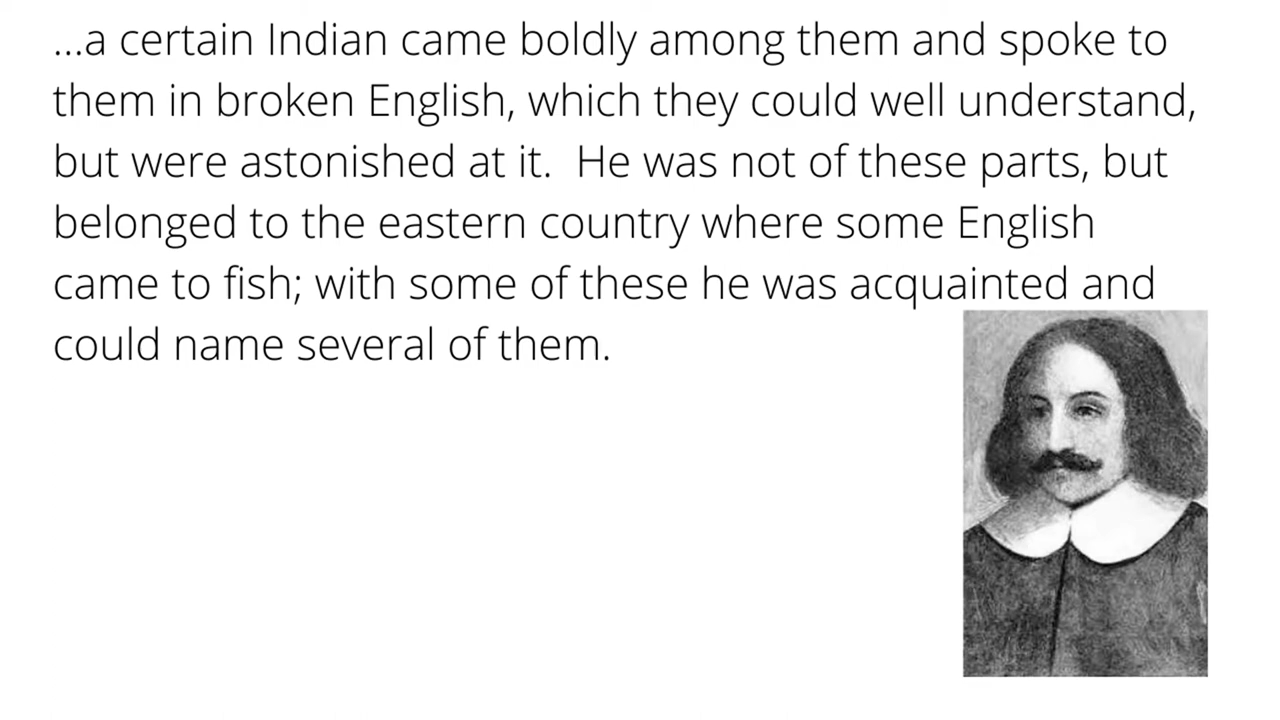 ...a certain Indian came boldly among them and spoke to
them in broken English, which they could well understand,
but were astonished at it.  He was not of these parts, but
belonged to the eastern country where some English
came to fish; with some of these he was acquainted and
could name several of them.